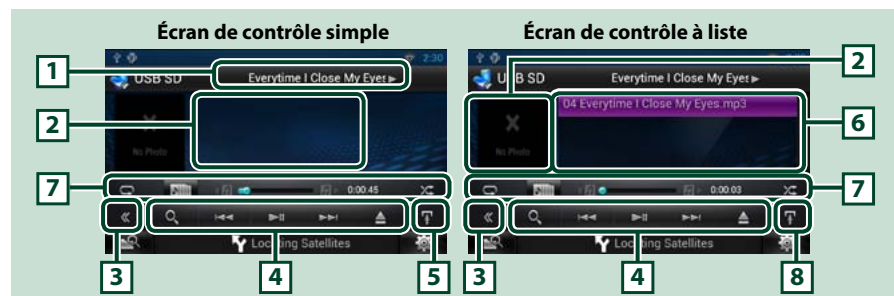 Écran de contrôle simple
Écran de contrôle à liste
2:30
USB SD
Everytime I Close My Eyes
No Photo
0:00:45
Locating Satellites
1
2
7
3
4
5
USB SD
Everytime I Close My Eyes
04 Everytime I Close My Eyes.mp3
No Photo
0:00:03
Locating Satellites
2
6
7
3
4
8